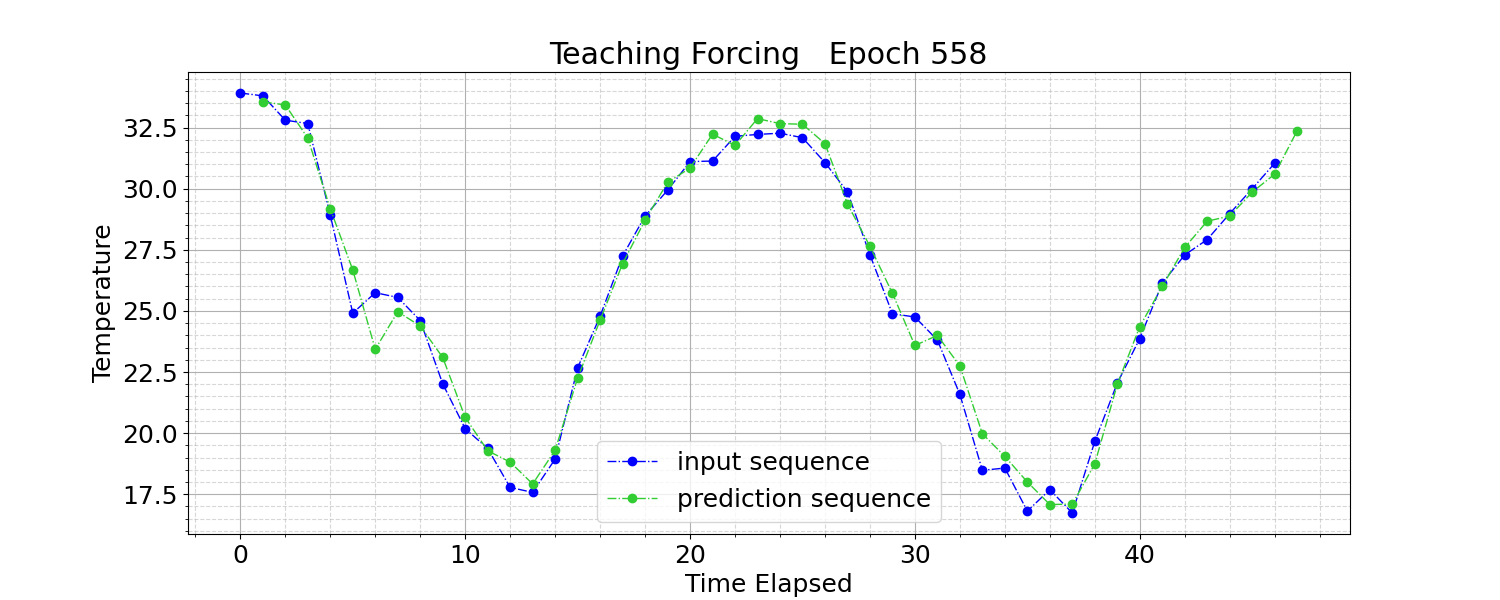 Teaching Forcing   Epoch 558
32.5
30.0
27.5
25.0
22.5
20.0
17.5
Temperature
input sequence
prediction sequence
0 10 20 30 40
Time Elapsed